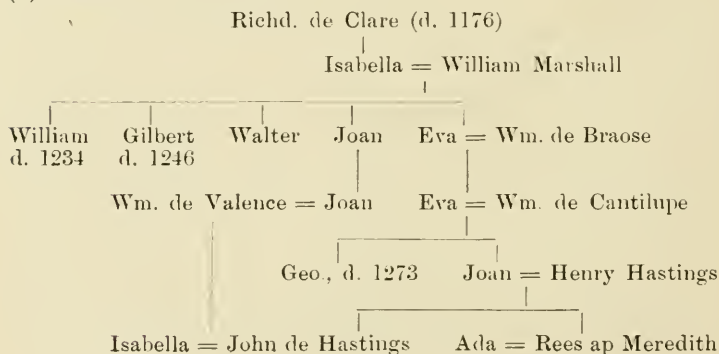 Richd. de Clare (d. 1176)
Isabella = William Marshall
William Gilbert Walter Joan Eva = Wm. de Braose
d. 1234 d. 1246
Wm. de Valence = Joan Eva = Wm. de Cantilupe
Geo., d. 1273 Joan = Henry Hastings
Isabella = John de Hastings Ada = Rees ap Meredith